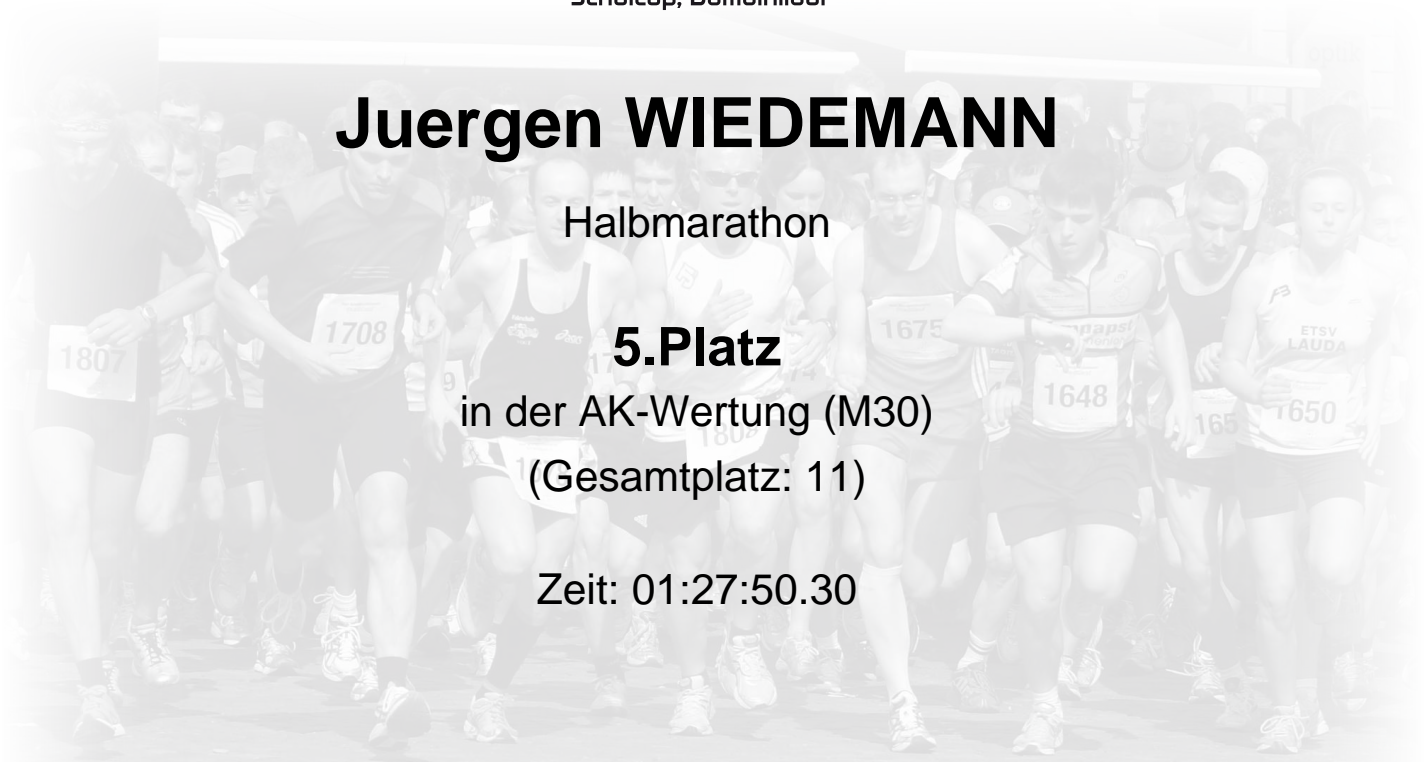 Juergen WIEDEMANN
Halbmarathon
5.Platz
in der AK-Wertung (M30)
(Gesamtplatz: 11)
Zeit: 01:27:50.30
1807
1708
1675
1648
1650
165
ETSV
LAUDA